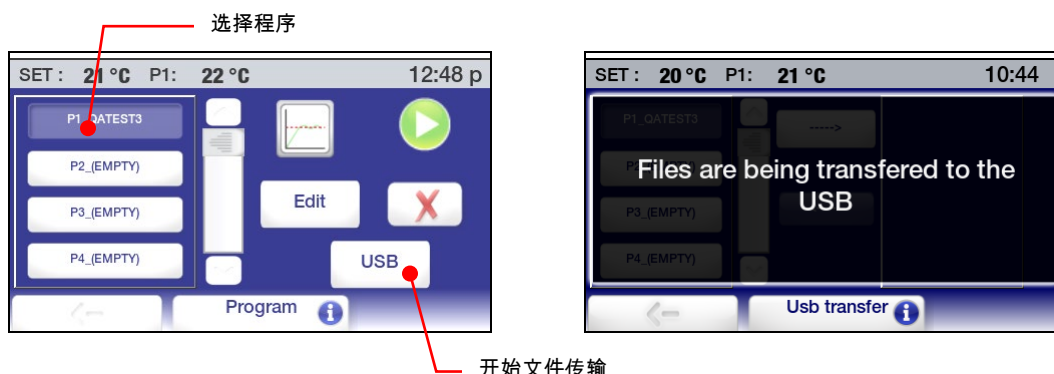 选择程序
SET : 21 °C P1: 22 °C 12:48 p
P1_QATEST3
P2_(EMPTY)
P3_(EMPTY)
P4_(EMPTY)
Edit
X
USB
Program i
开始文件传输
SET : 20 °C P1: 21 °C 10:44
P1_QATEST3
----->
Files are being transfered to the
USB
P3_(EMPTY)
P4_(EMPTY)
Usb transfer i